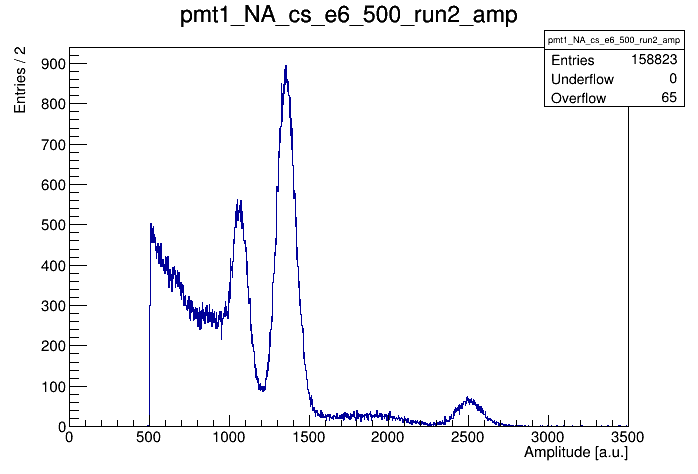 pmt1_NA_cs_e6_500_run2_amp
pmt1_NA_cs_e6_500_run2_amp
Entries 158823
Underflow 0
Overflow 65
Entries / 2
900
800
700
600
500
400
300
200
100
0
0 500 1000 1500 2000 2500 3000 3500
Amplitude [a.u.]